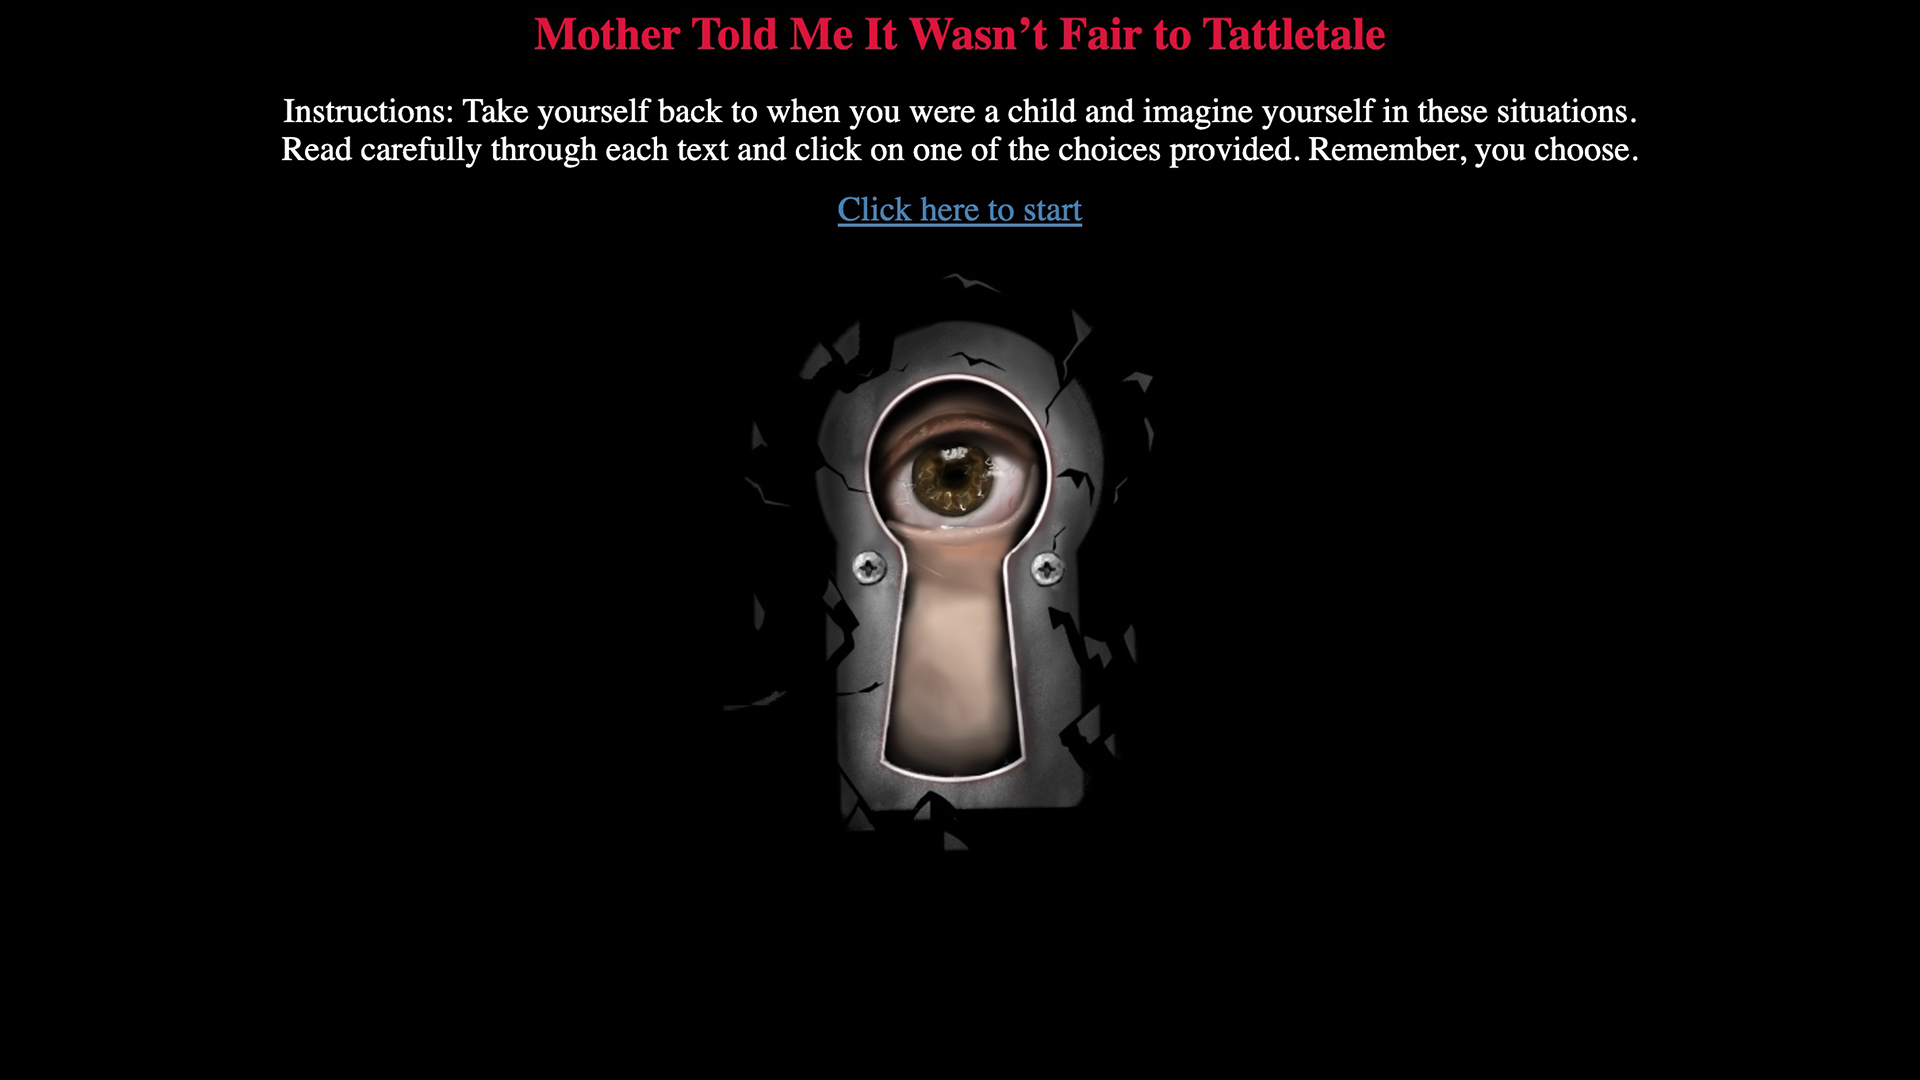 Mother Told Me It Wasn’t Fair to Tattletale
Instructions: Take yourself back to when you were a child and imagine yourself in these situations.
Read carefully through each text and click on one of the choices provided. Remember, you choose.
Click here to start